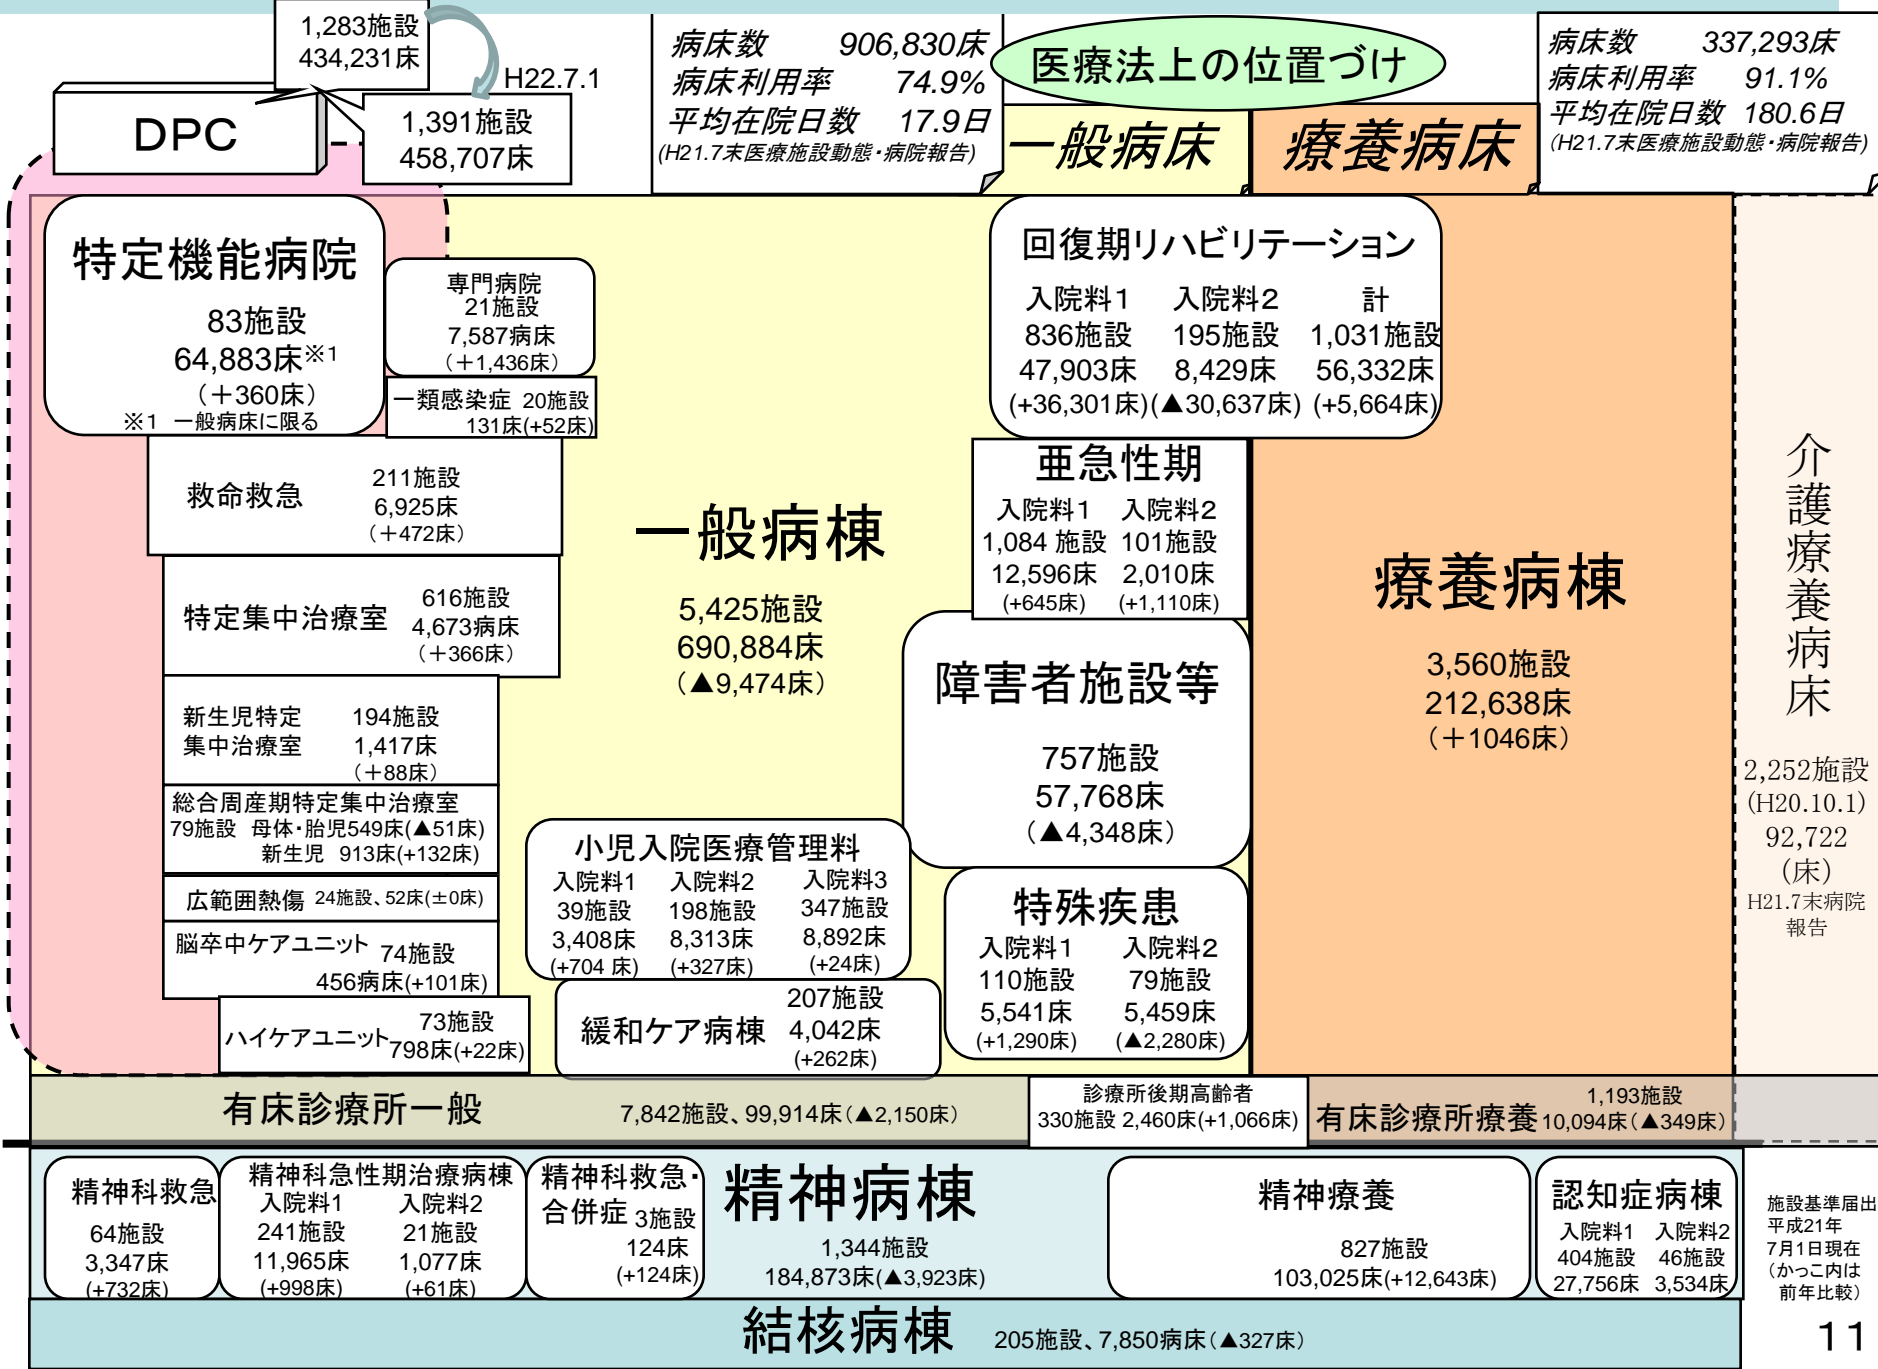 1,283施設
434,231床
H22.7.1
DPC
1,391施設
458,707床
病床数 906,830床
病床利用率 74.9%
平均在院日数 17.9日
(H21.7末医療施設動態・病院報告)
医療法上の位置づけ
一般病床
療養病床
病床数 337,293床
病床利用率 91.1%
平均在院日数 180.6日
(H21.7末医療施設動態・病院報告)
特定機能病院
83施設
64,883床※1
（＋360床）
※1 一般病床に限る
専門病院
21施設
7,587病床
（＋1,436床）
一類感染症 20施設
131床(+52床)
救命救急
211施設
6,925床
（＋472床）
特定集中治療室
616施設
4,673病床
（＋366床）
新生児特定
集中治療室
194施設
1,417床
（＋88床）
総合周産期特定集中治療室
79施設 母体・胎児549床(▲51床)
新生児 913床(+132床)
広範囲熱傷 24施設、52床(±0床)
脳卒中ケアユニット 74施設
456病床(+101床)
ハイケアユニット
73施設
798床(+22床)
一般病棟
5,425施設
690,884床
（▲9,474床）
回復期リハビリテーション
入院料1 入院料2 計
836施設 195施設 1,031施設
47,903床 8,429床 56,332床
(+36,301床)(▲30,637床) (+5,664床)
亜急性期
入院料1 入院料2
1,084 施設 101施設
12,596床 2,010床
(+645床) (+1,110床)
障害者施設等
757施設
57,768床
（▲4,348床）
小児入院医療管理料
入院料1 入院料2 入院料3
39施設 198施設 347施設
3,408床 8,313床 8,892床
(+704 床) (+327床) (+24床)
緩和ケア病棟
207施設
4,042床
(+262床)
特殊疾患
入院料1 入院料2
110施設 79施設
5,541床 5,459床
(+1,290床) (▲2,280床)
療養病棟
3,560施設
212,638床
（＋1046床）
介護療養病床
2,252施設
(H20.10.1)
92,722
(床)
H21.7末病院
報告
有床診療所一般 7,842施設、99,914床（▲2,150床）
診療所後期高齢者
330施設 2,460床(+1,066床)
有床診療所療養
1,193施設
10,094床（▲349床）
精神科救急
64施設
3,347床
(+732床)
精神科急性期治療病棟
入院料1 入院料2
241施設 21施設
11,965床 1,077床
(+998床) (+61床)
精神科救急・
合併症 3施設
124床
(+124床)
精神病棟
1,344施設
184,873床(▲3,923床)
精神療養
827施設
103,025床(+12,643床)
認知症病棟
入院料1 入院料2
404施設 46施設
27,756床 3,534床
施設基準届出
平成21年
7月1日現在
（かっこ内は
前年比較）
結核病棟 205施設、7,850病床（▲327床）
11